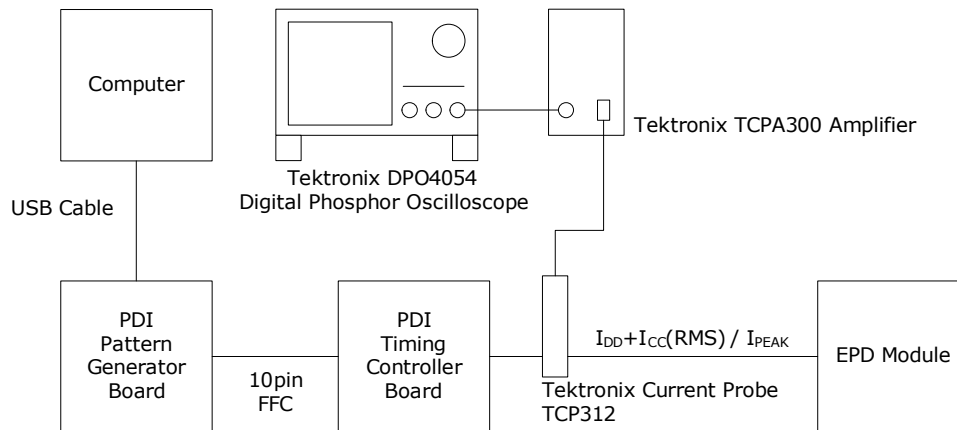 Computer
Tektronix TCPA300 Amplifier
Tektronix DPO4054
Digital Phosphor Oscilloscope
USB Cable
PDI
Pattern
Generator
Board
10pin
FFC
PDI
Timing
Controller
Board
IDD+ICC(RMS) / IPEAK
Tektronix Current Probe
TCP312
EPD Module